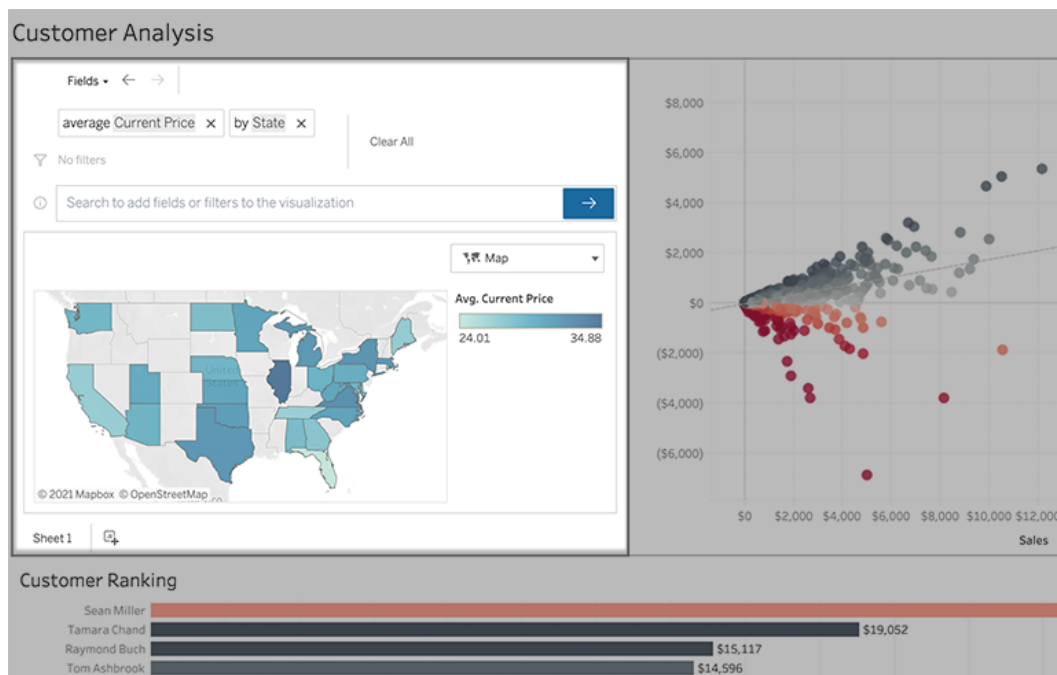 Customer Analysis
Fields
average Current Price ×
by State ×
Clear All
No filters
Search to add fields or filters to the visualization
Map
Avg. Current Price
24.01 34.88
United
States
© 2021 Mapbox © OpenStreetMap
Sheet 1
$8,000
$6,000
$4,000
$2,000
$0
($2,000)
($4,000)
($6,000)
$0 $2,000 $4,000 $6,000 $8,000 $10,000 $12,000
Sales
Customer Ranking
Sean Miller
Tamara Chand $19,052
Raymond Buch $15,117
Tom Ashbrook $14,596